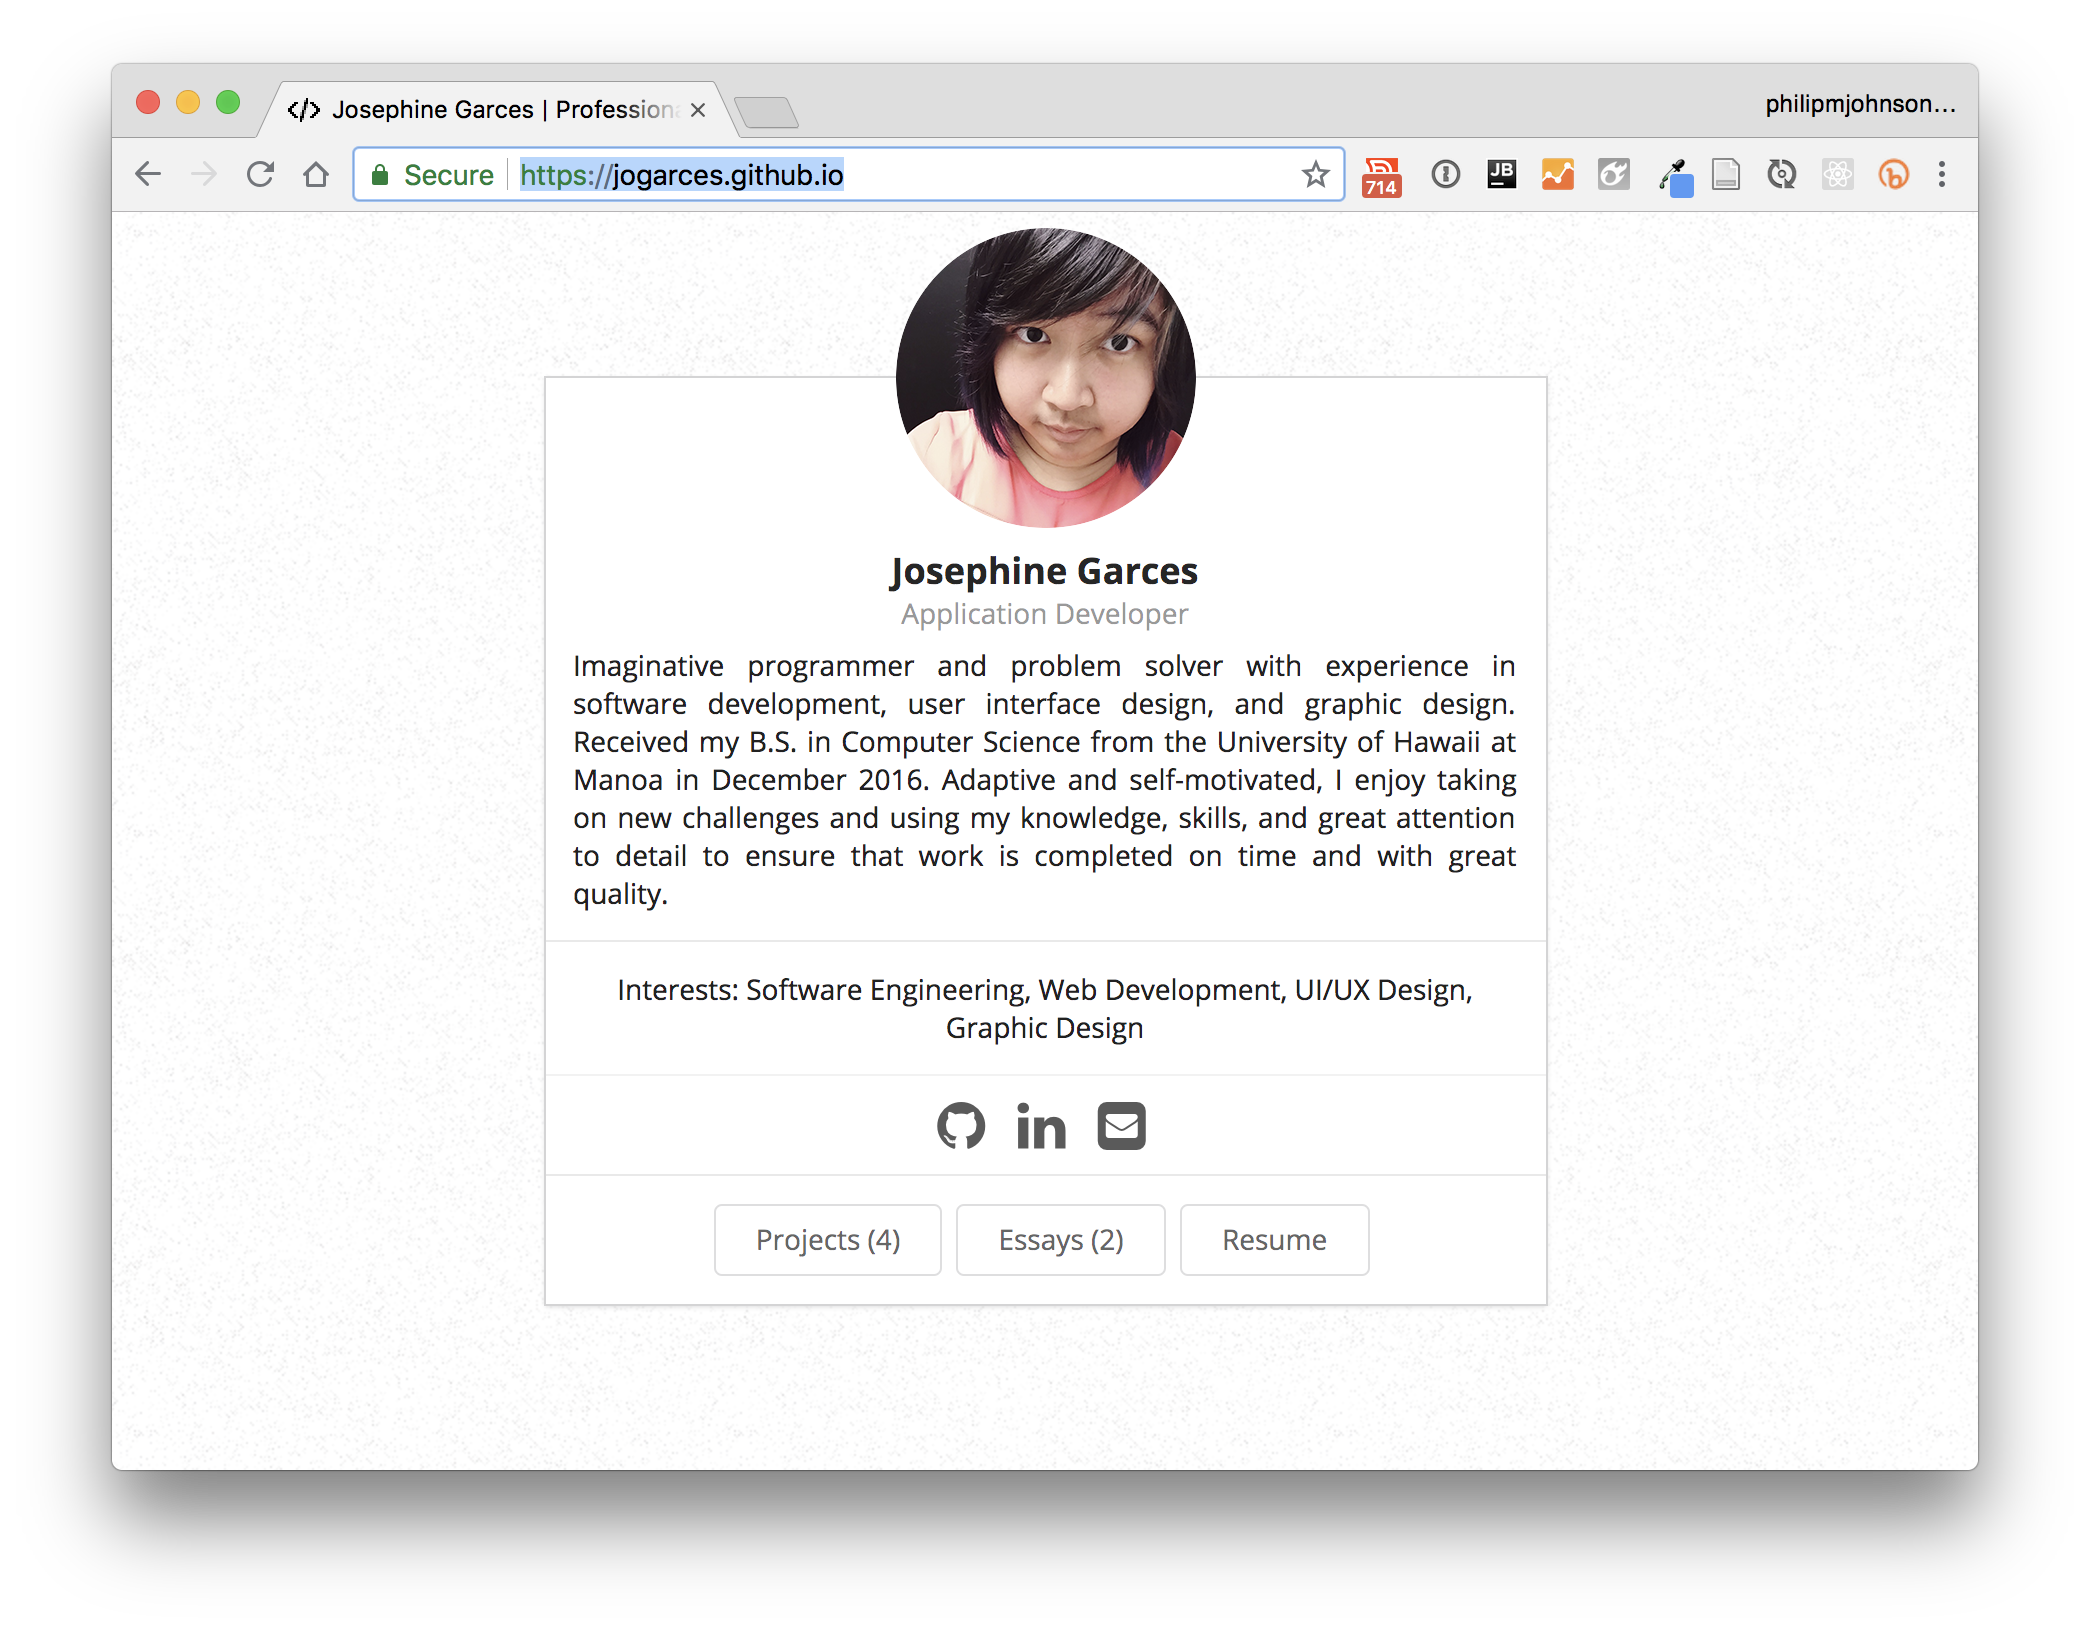 </> Josephine Garces | Professiona
philipmjohnson...
Secure https://jogarces.github.io
714
JB
Josephine Garces
Application Developer
Imaginative programmer and problem solver with experience in
software development, user interface design, and graphic design.
Received my B.S. in Computer Science from the University of Hawaii at
Manoa in December 2016. Adaptive and self-motivated, I enjoy taking
on new challenges and using my knowledge, skills, and great attention
to detail to ensure that work is completed on time and with great
quality.
Interests: Software Engineering, Web Development, UI/UX Design,
Graphic Design
in
Projects (4) Essays (2) Resume